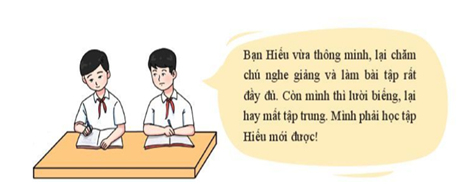 Bạn Hiếu vừa thông minh, lại chăm
chú nghe giảng và làm bài tập rất
đầy đủ. Còn mình thì lười biếng, lại
hay mất tập trung. Mình phải học tập
Hiếu mới được!